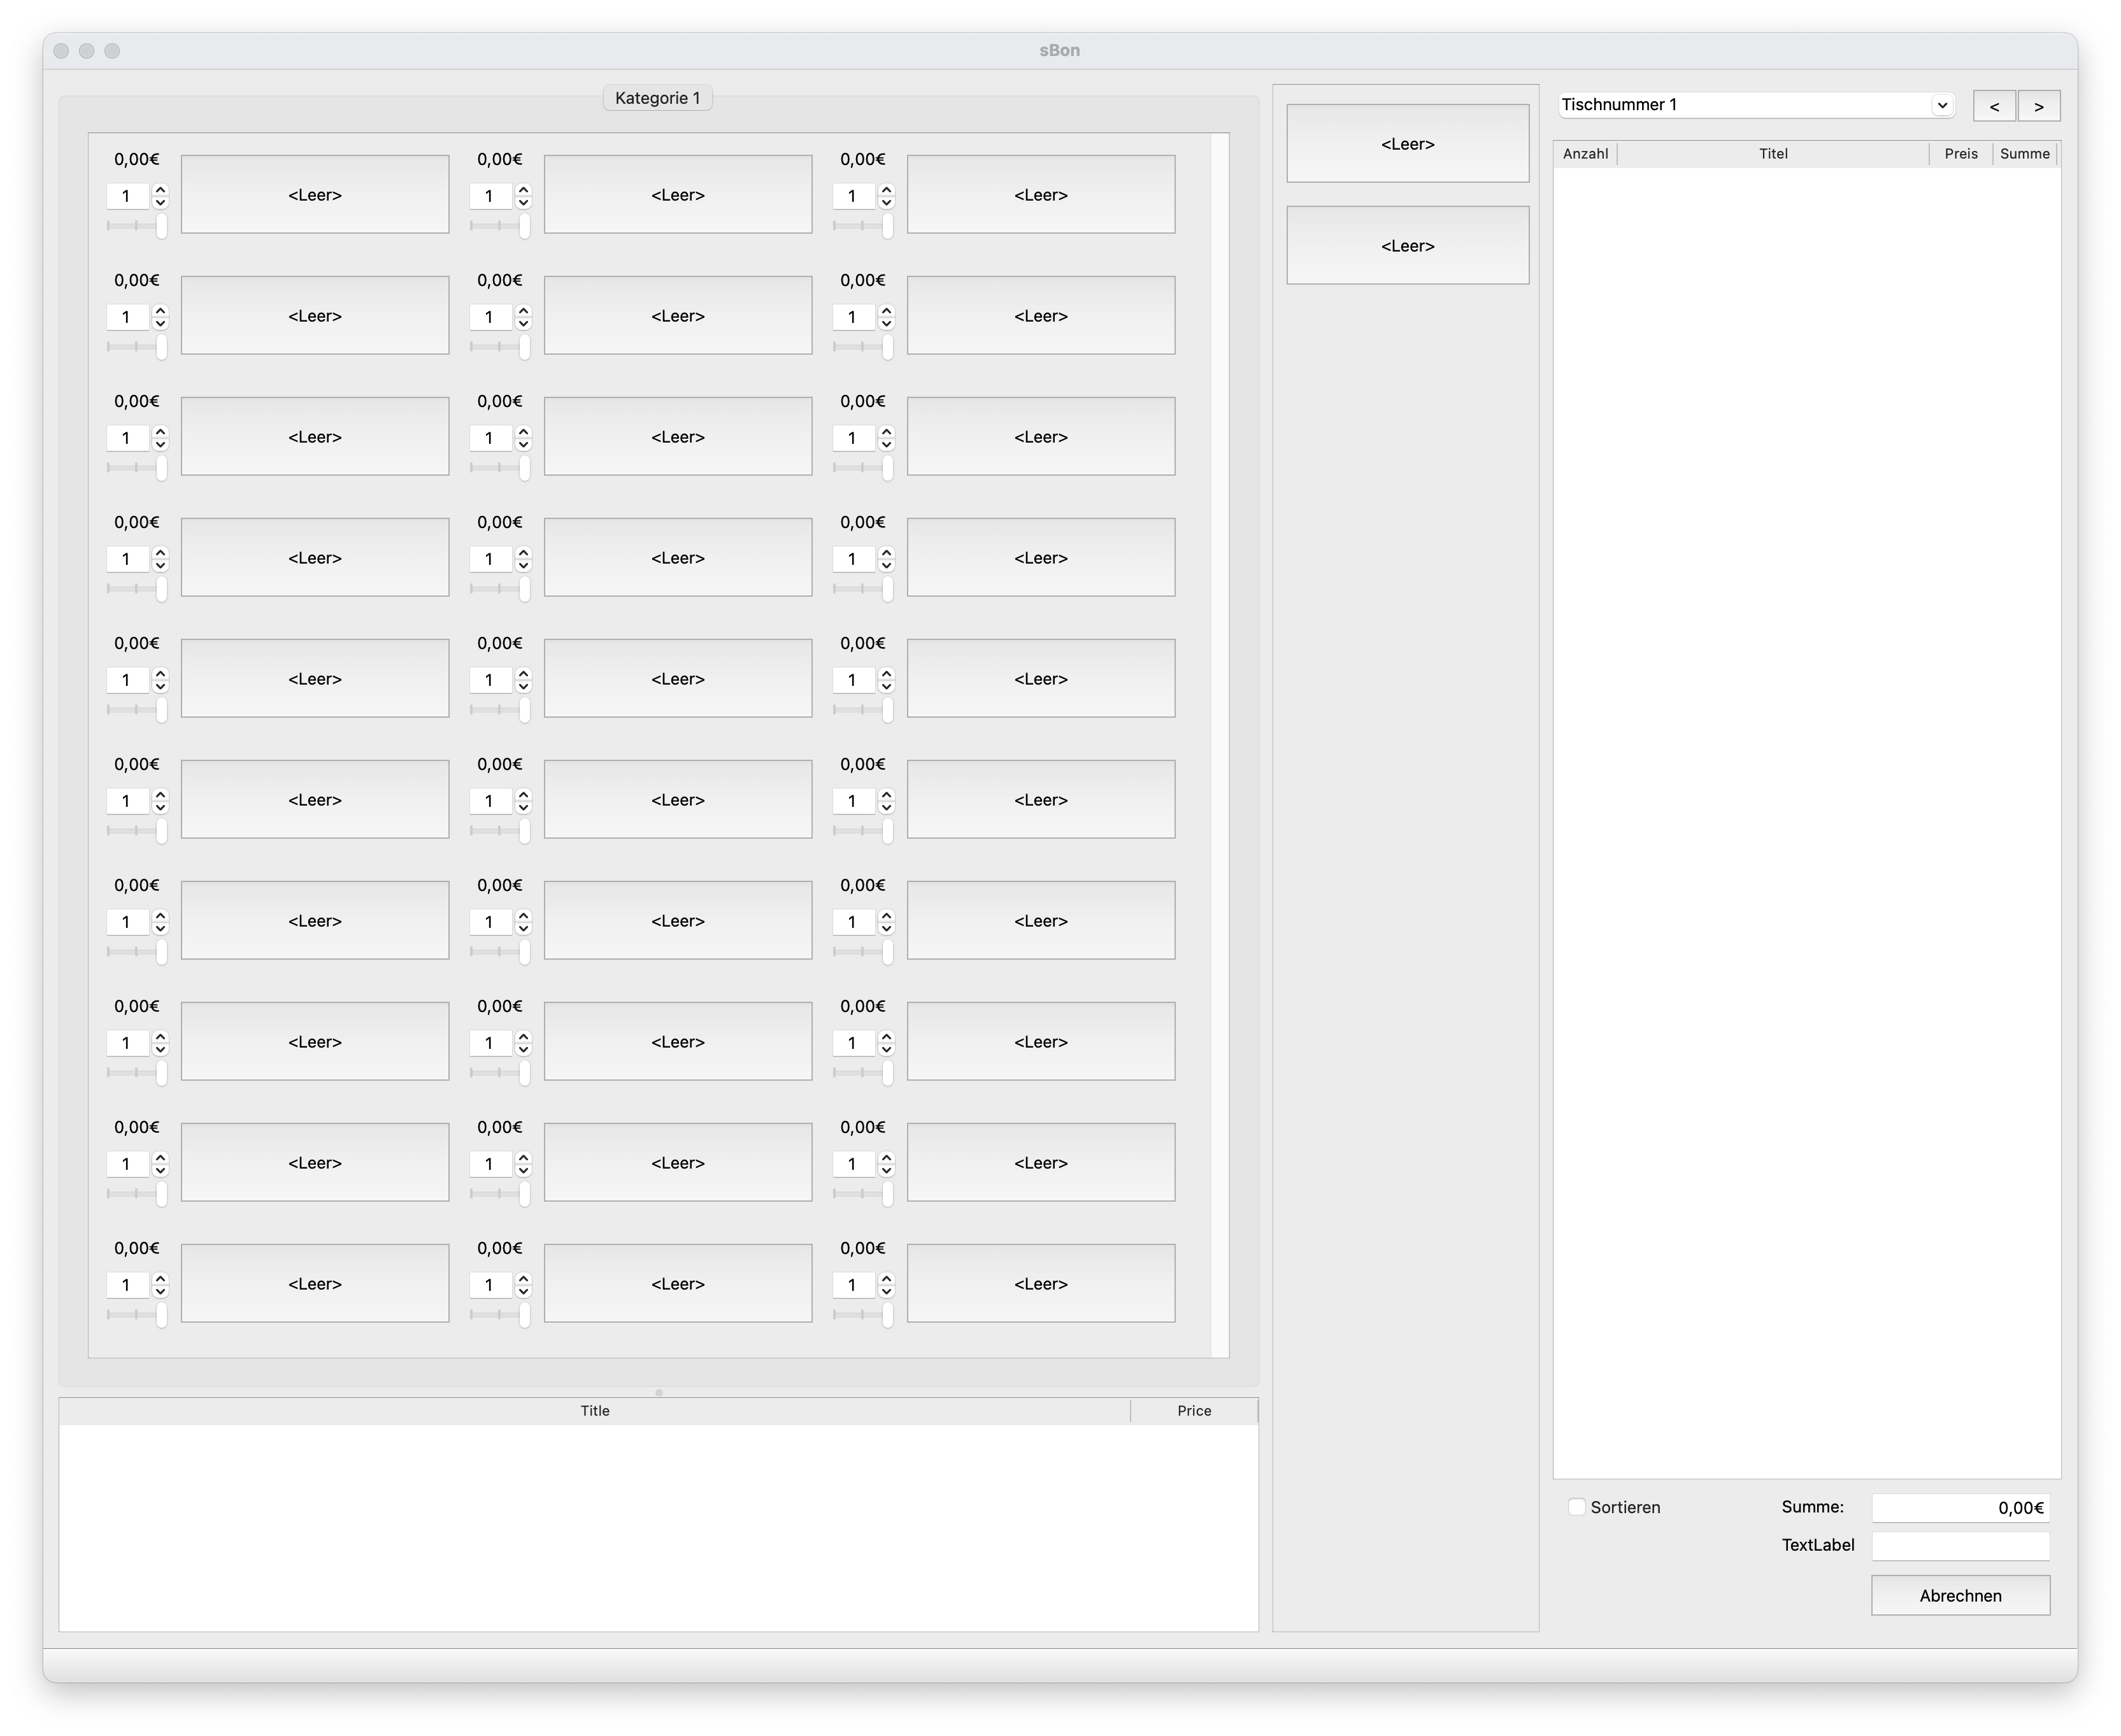 sBon
Kategorie 1
0,00€ 0,00€ 0,00€
1 <Leer> 1 <Leer> 1 <Leer>
0,00€ 0,00€ 0,00€
1 <Leer> 1 <Leer> 1 <Leer>
0,00€ 0,00€ 0,00€
1 <Leer> 1 <Leer> 1 <Leer>
0,00€ 0,00€ 0,00€
1 <Leer> 1 <Leer> 1 <Leer>
0,00€ 0,00€ 0,00€
1 <Leer> 1 <Leer> 1 <Leer>
0,00€ 0,00€ 0,00€
1 <Leer> 1 <Leer> 1 <Leer>
0,00€ 0,00€ 0,00€
1 <Leer> 1 <Leer> 1 <Leer>
0,00€ 0,00€ 0,00€
1 <Leer> 1 <Leer> 1 <Leer>
0,00€ 0,00€ 0,00€
1 <Leer> 1 <Leer> 1 <Leer>
0,00€ 0,00€ 0,00€
1 <Leer> 1 <Leer> 1 <Leer>
Title Price
<Leer>
<Leer>
Tischnummer 1 < >
Anzahl Titel Preis Summe
Sortieren Summe: 0,00€
TextLabel
Abrechnen